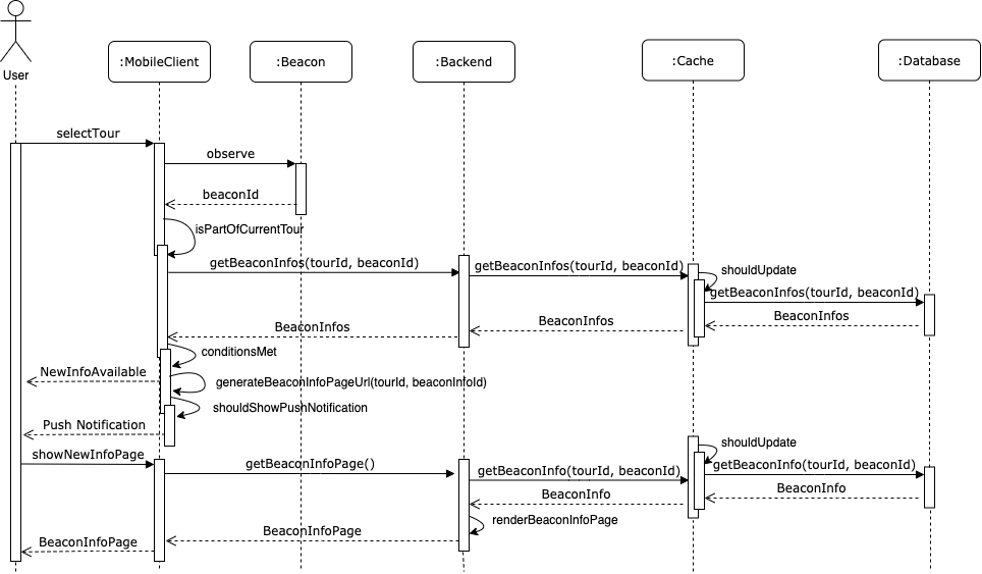 User
:MobileClient
:Beacon
:Backend
:Cache
:Database
selectTour
observe
beaconId
isPartOfCurrentTour
getBeaconInfos(tourId, beaconId)
getBeaconInfos(tourId, beaconId)
shouldUpdate
getBeaconInfos(tourId, beaconId)
BeaconInfos
BeaconInfos
BeaconInfos
conditionsMet
NewInfoAvailable
generateBeaconInfoPageUrl(tourId, beaconInfoId)
shouldShowPushNotification
Push Notification
shouldUpdate
showNewInfoPage
getBeaconInfoPage()
getBeaconInfo(tourId, beaconId)
getBeaconInfo(tourId, beaconId)
BeaconInfo
BeaconInfo
renderBeaconInfoPage
BeaconInfoPage
BeaconInfoPage